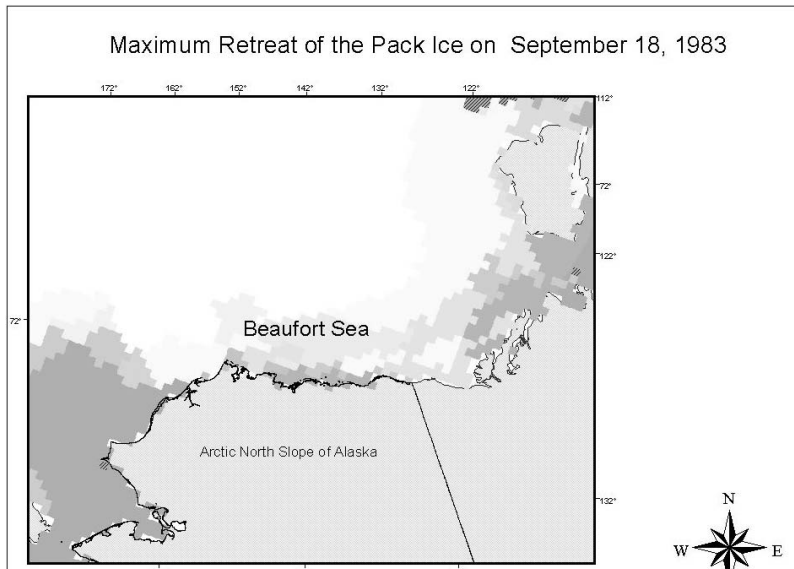 Maximum Retreat of the Pack Ice on September 18, 1983
172° 162° 152° 142° 132° 122° 112°
72°
122°
72°
Beaufort Sea
Arctic North Slope of Alaska
132°
N
W E